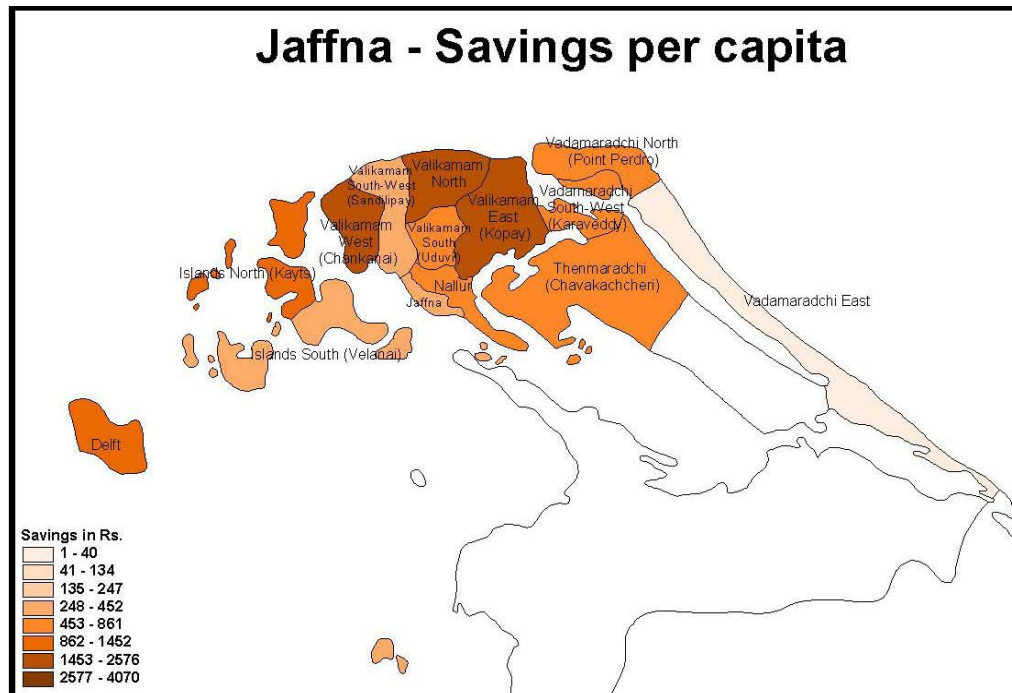 Jaffna - Savings per capita
Vadamaradchi North
(Point Perdro)
Valikamam
South-West
(Sandilipay)
Valikamam
North
Vadamaradchi
South-West
(Karaveddy)
Valikamam
East
(Kopay)
Valikamam
West
(Chankanai)
Valikamam
South
(Uduvil)
Islands North (Kayts)
Thenmaradchi
(Chavakachcheri)
Nallur
Jaffna
Vadamaradchi East
Islands South (Velanai)
Delft
Savings in Rs.
1 - 40
41 - 134
135 - 247
248 - 452
453 - 861
862 - 1452
1453 - 2576
2577 - 4070